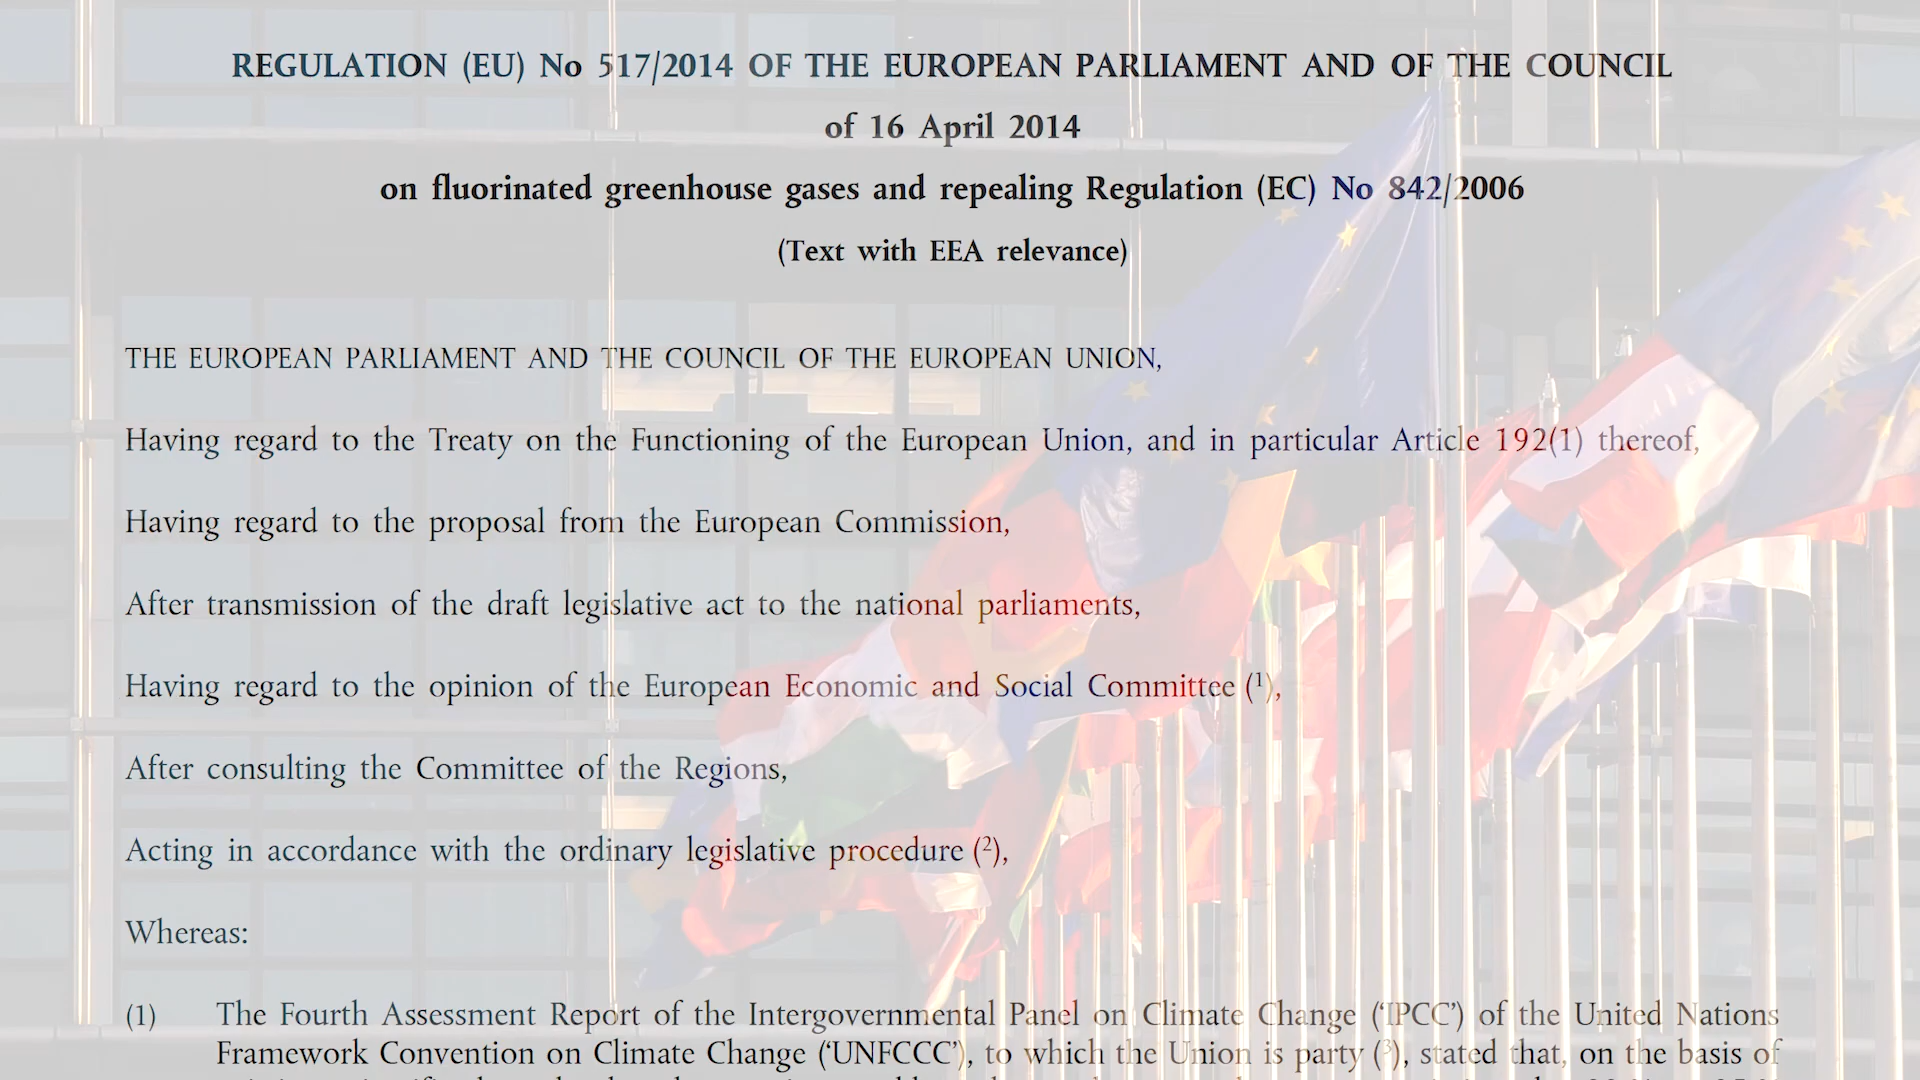 REGULATION (EU) No 517/2014 OF THE EUROPEAN PARLIAMENT AND OF THE COUNCIL
of 16 April 2014
on fluorinated greenhouse gases and repealing Regulation (EC) No 842/2006
(Text with EEA relevance)
THE EUROPEAN PARLIAMENT AND THE COUNCIL OF THE EUROPEAN UNION,
Having regard to the Treaty on the Functioning of the European Union, and in particular Article 192(1) thereof,
Having regard to the proposal from the European Commission,
After transmission of the draft legislative act to the national parliaments,
Having regard to the opinion of the European Economic and Social Committee (¹),
After consulting the Committee of the Regions,
Acting in accordance with the ordinary legislative procedure (²),
Whereas:
(1) The Fourth Assessment Report of the Intergovernmental Panel on Climate Change (‘IPCC’) of the United Nations
Framework Convention on Climate Change (‘UNFCCC’), to which the Union is party (³), stated that, on the basis of